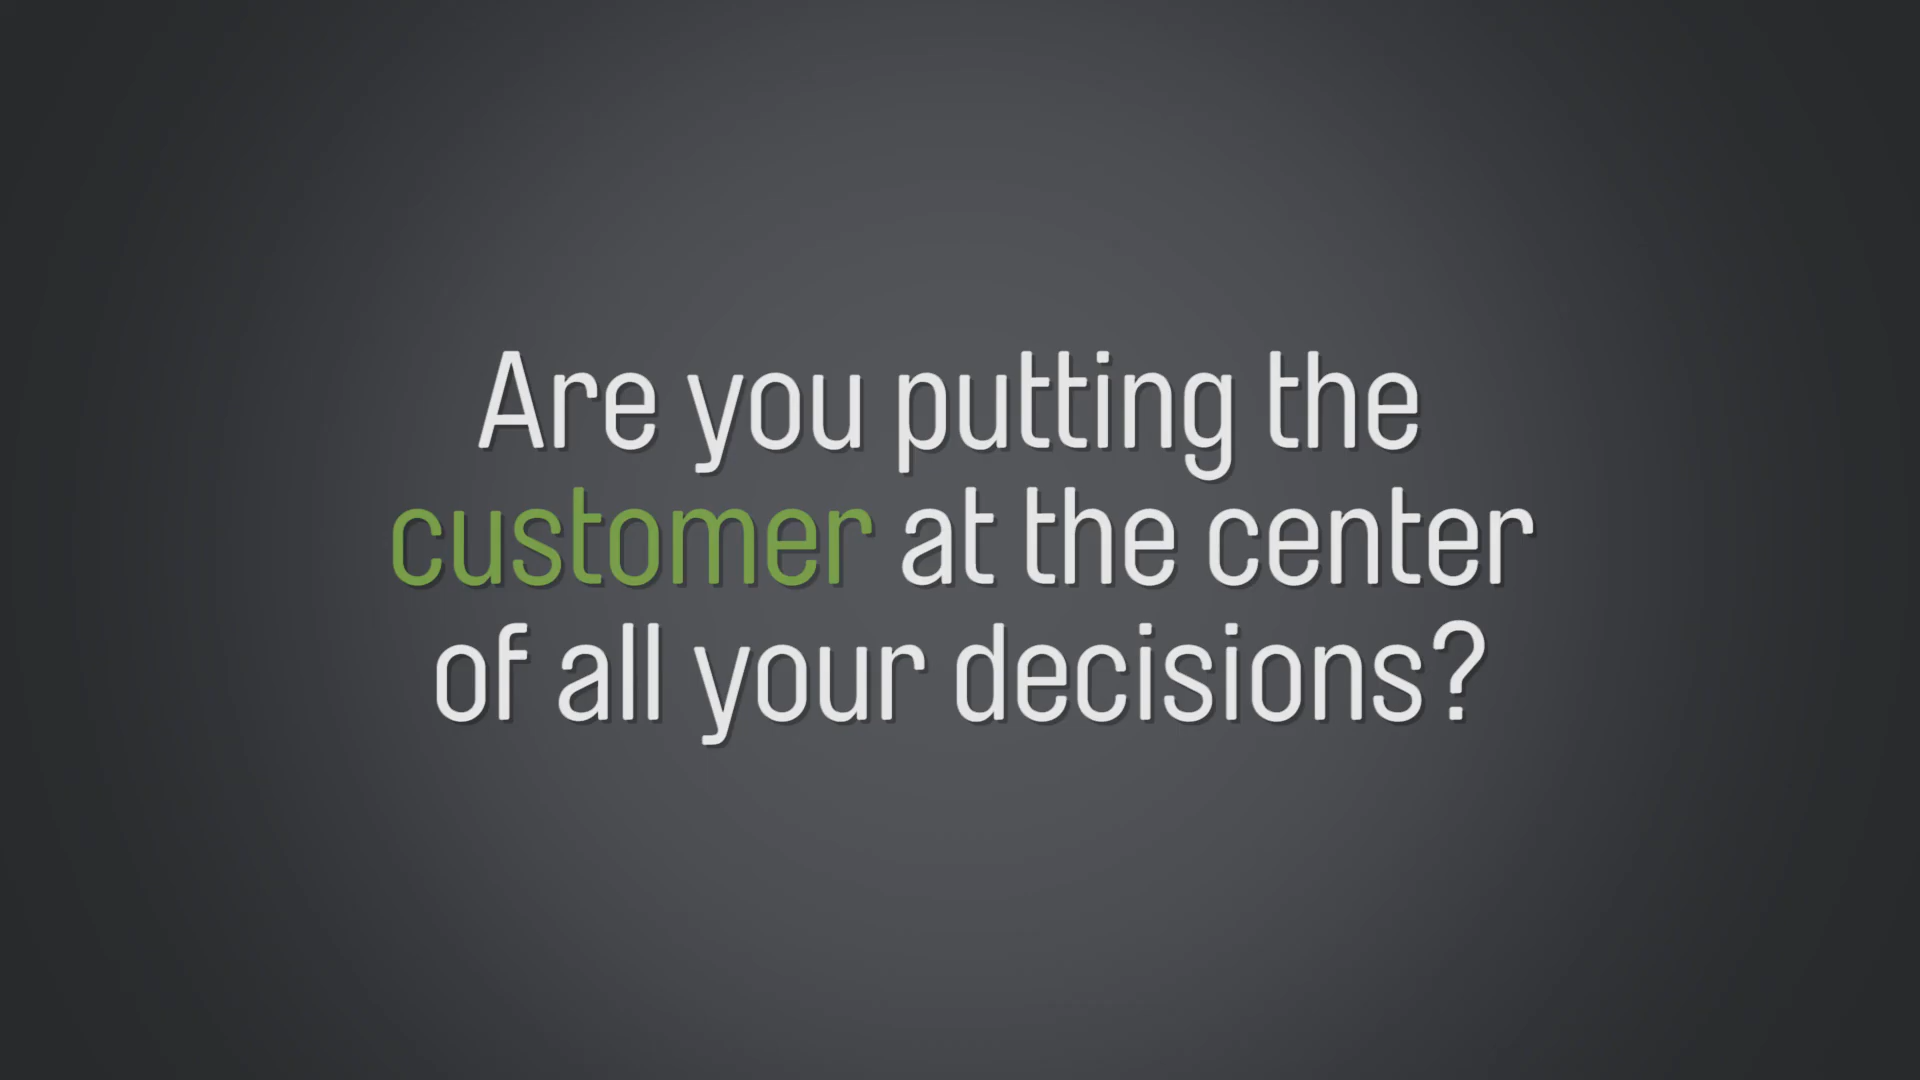 Are you putting the
customer at the center
of all your decisions?